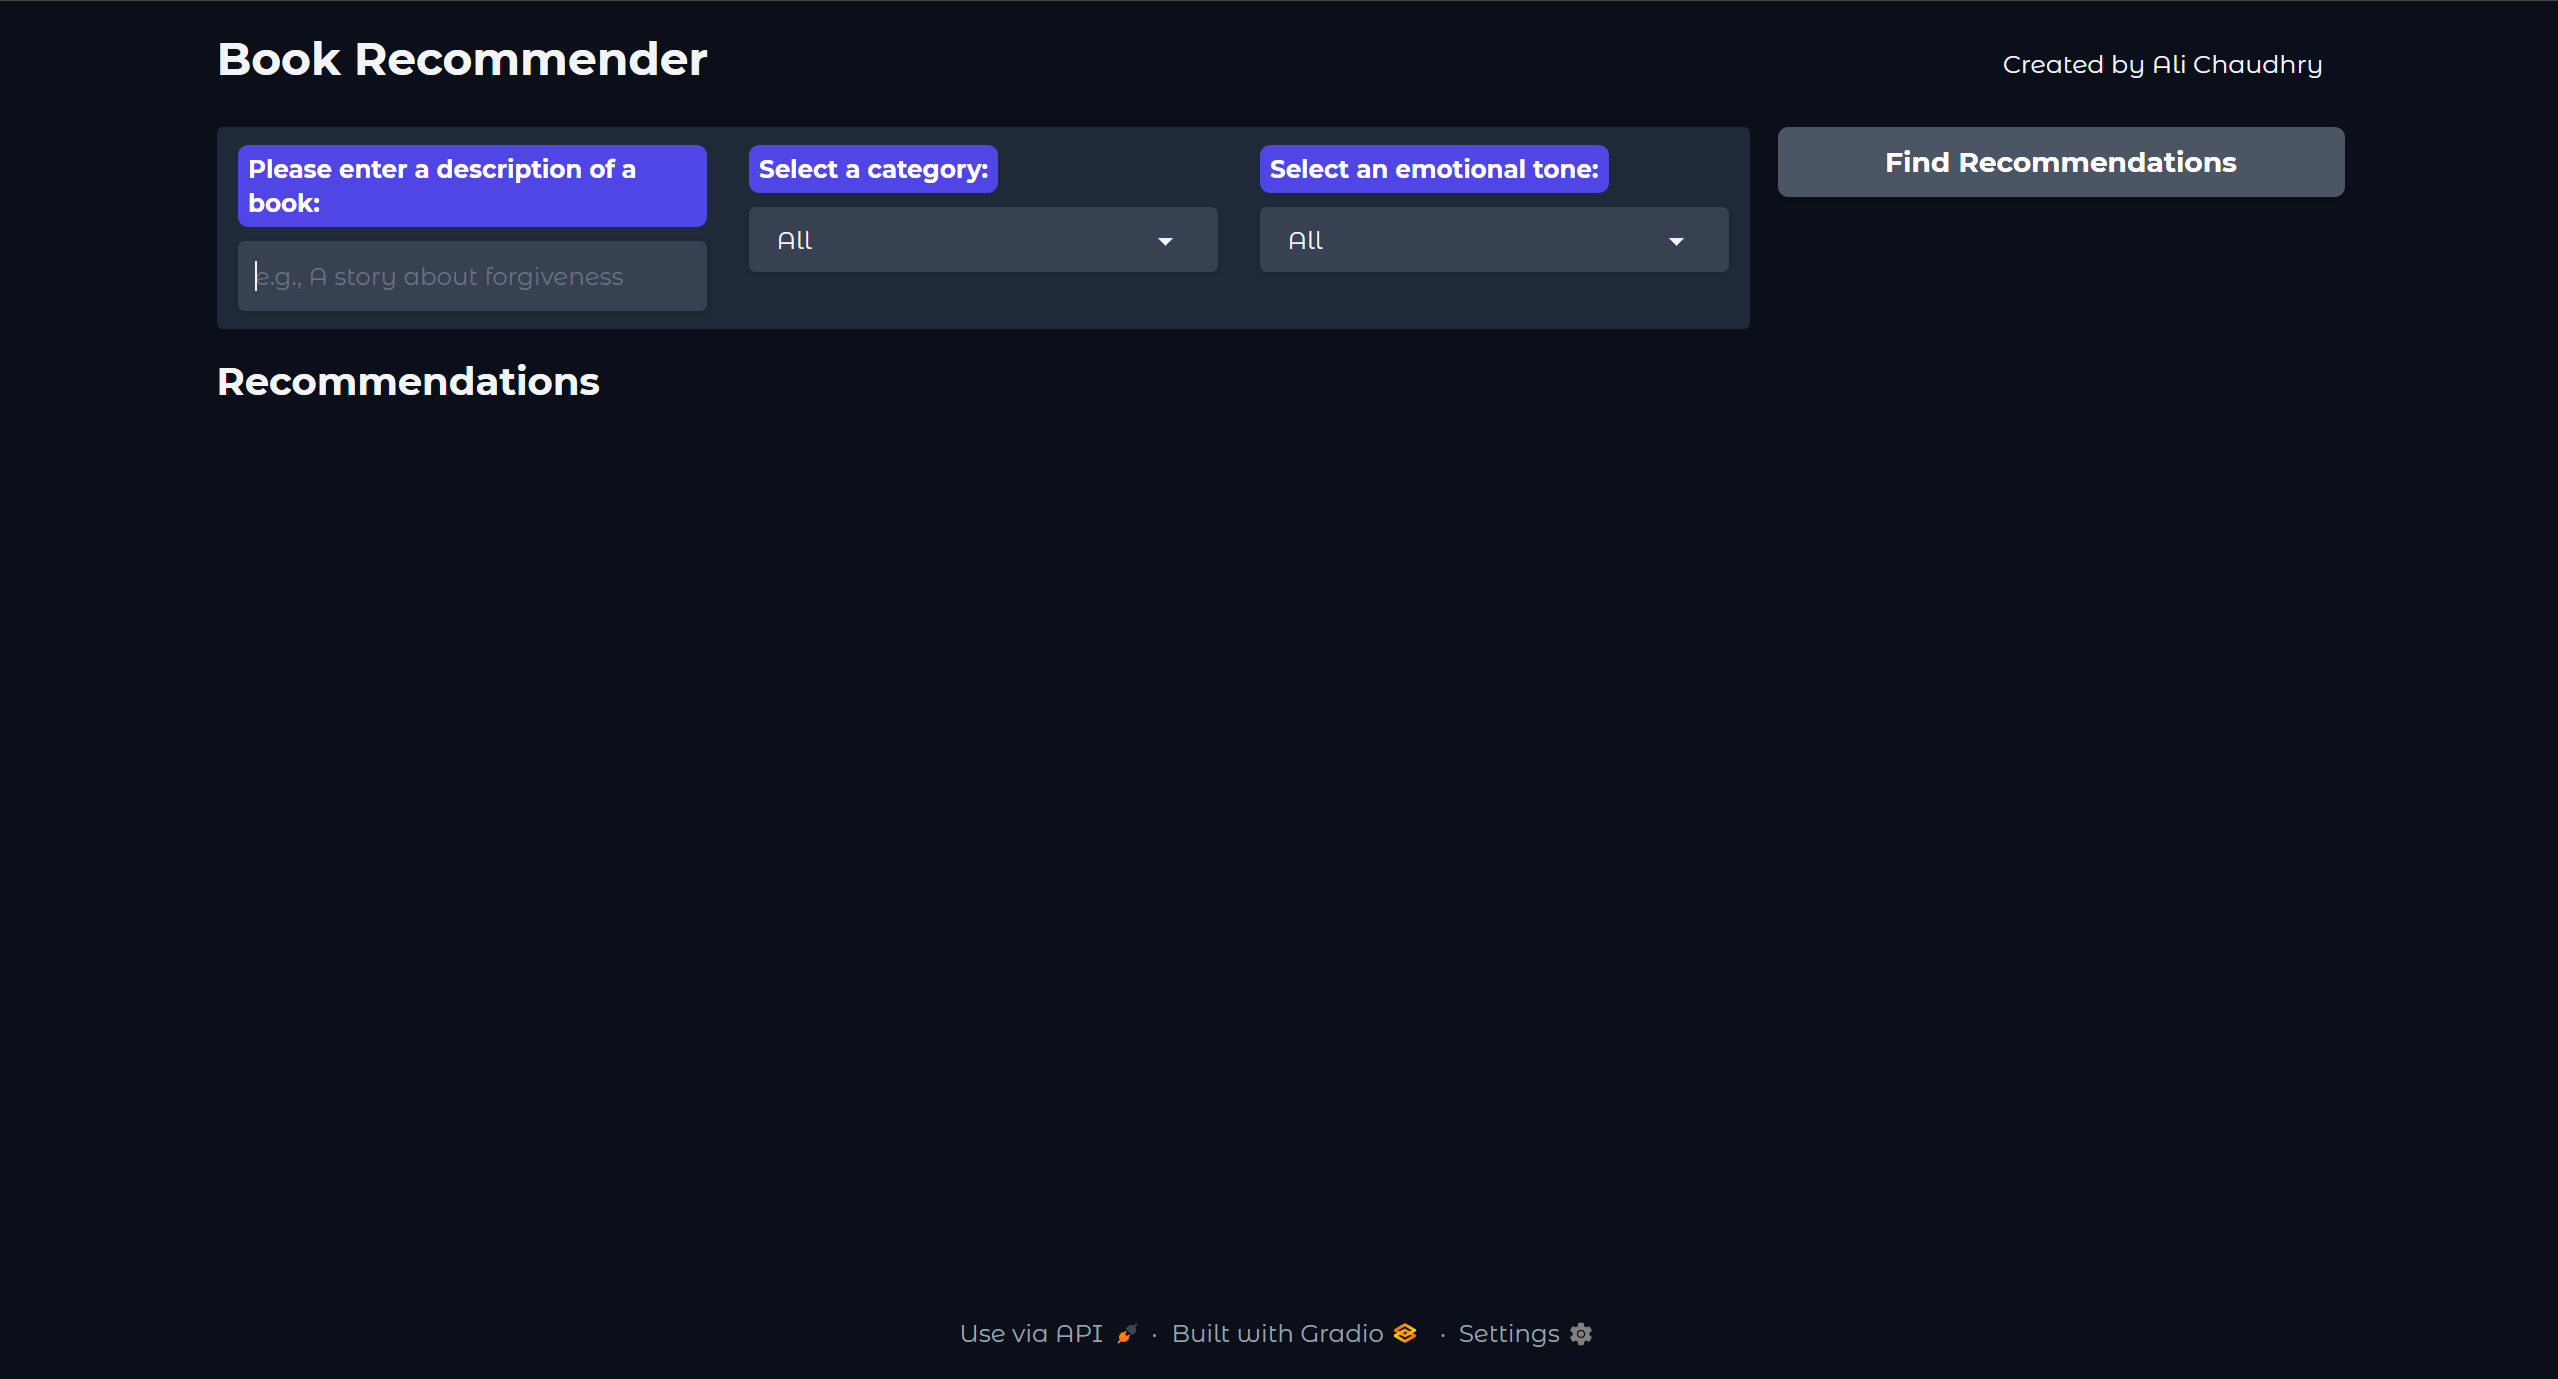 Book Recommender
Created by Ali Chaudhry
Please enter a description of a
book:
Select a category:
Select an emotional tone:
Find Recommendations
e.g., A story about forgiveness
All
All
Recommendations
Use via API · Built with Gradio · Settings